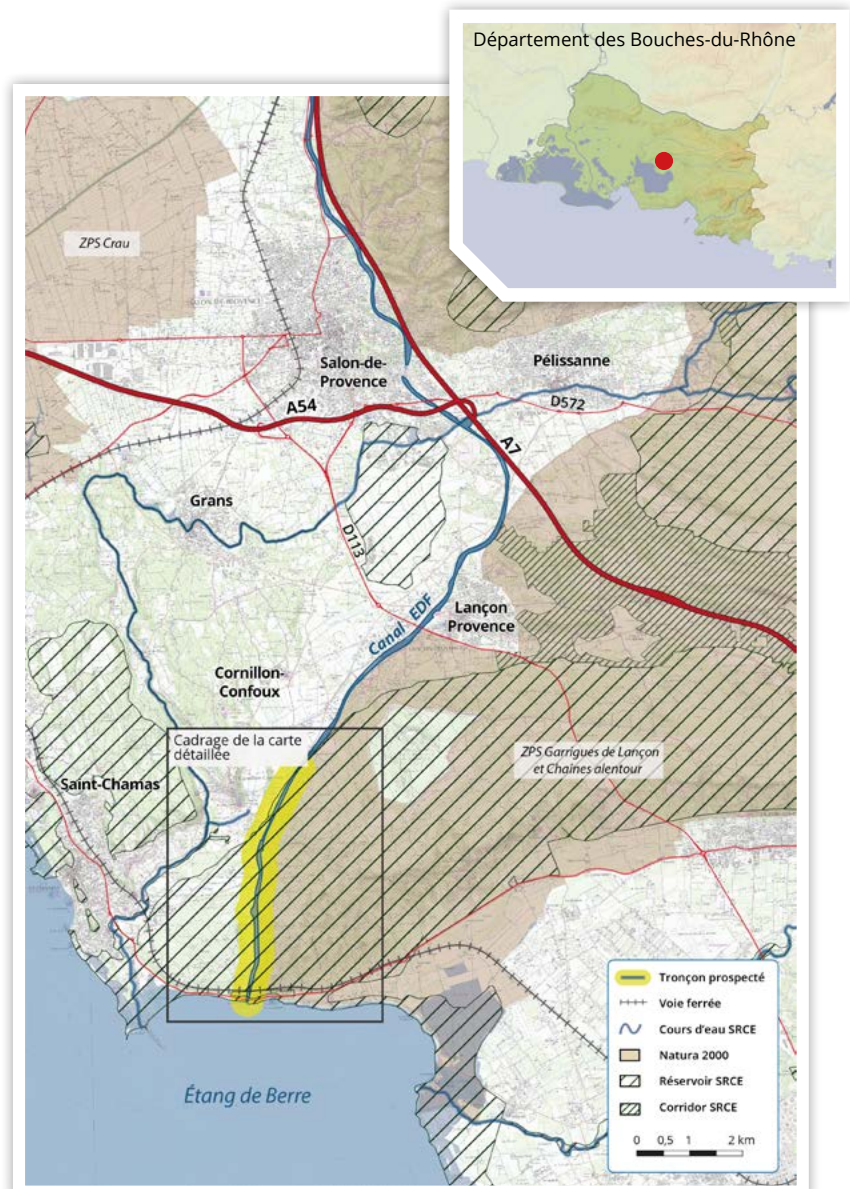 Département des Bouches-du-Rhône
ZPS Crau
Salon-de-
Provence
Pélissanne
A54
D572
A7
Grans
D113
Lançon
Provence
Canal EDF
Cornillon-
Confoux
Cadrage de la carte
détaillée
ZPS Garrigues de Lançon
et Chaines alentour
Saint-Chamas
Étang de Berre
Tronçon prospecté
Voie ferrée
Cours d'eau SRCE
Natura 2000
Réservoir SRCE
Corridor SRCE
0 0,5 1 2 km